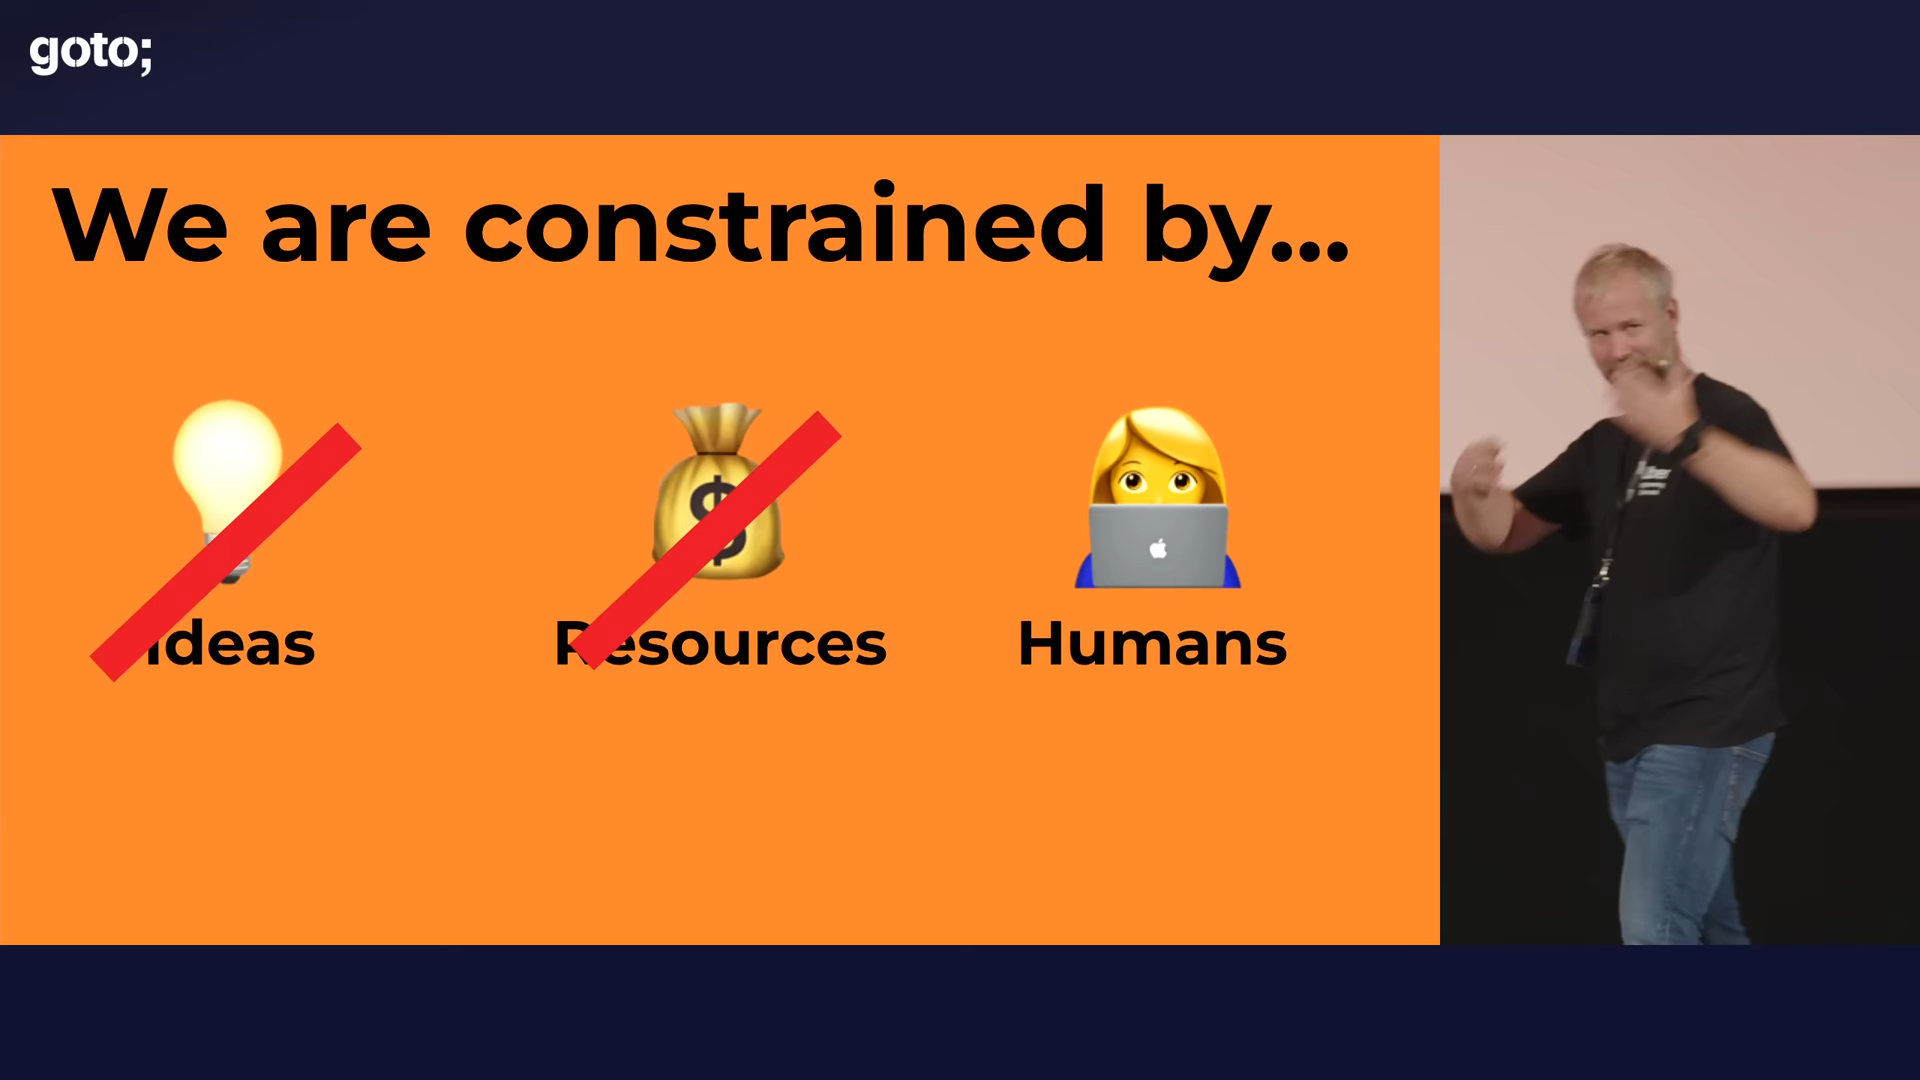 goto;
We are constrained by...
Ideas
Resources
Humans